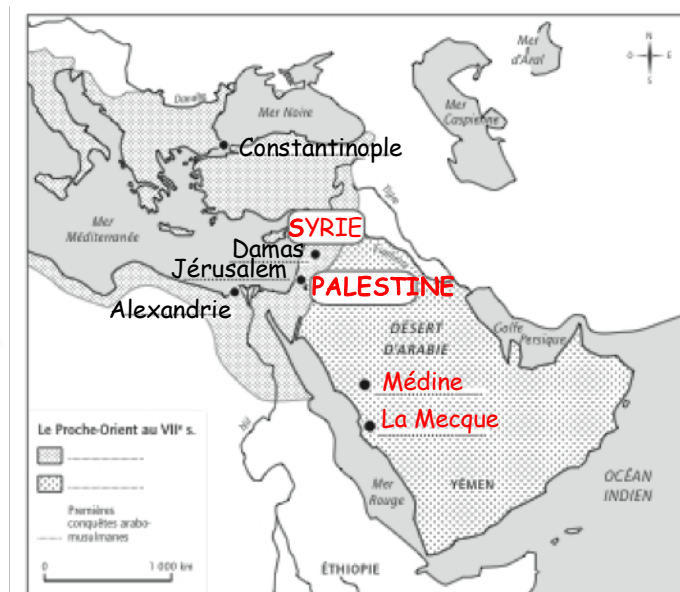 Mer
d'Aral
N
O
E
S
Danube
Mer Noire
Mer
Caspienne
Constantinople
Tigre
Mer
Méditerranée
SYRIE
Damas
Jérusalem
PALESTINE
Alexandrie
DÉSERT
D'ARABIE
Golfe
Persique
Médine
La Mecque
Nil
Le Proche-Orient au VIIe s.
Premières
conquêtes arabo-
musulmanes
0 1 000 km
Mer
Rouge
YÉMEN
OCÉAN
INDIEN
ÉTHIOPIE